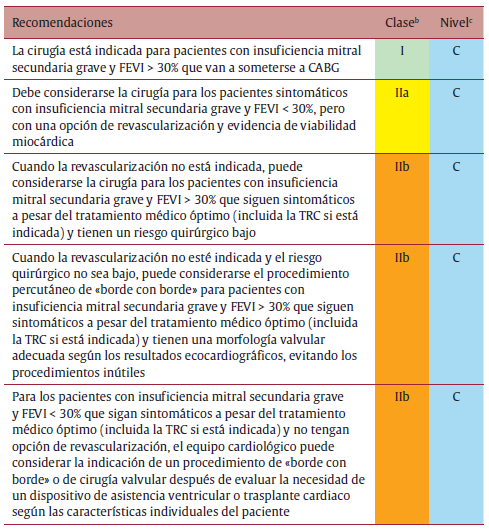 Recomendaciones Claseᵇ Nivelᶜ
La cirugía está indicada para pacientes con insuficiencia mitral I C
secundaria grave y FEVI > 30% que van a someterse a CABG
Debe considerarse la cirugía para los pacientes sintomáticos IIa C
con insuficiencia mitral secundaria grave y FEVI < 30%, pero
con una opción de revascularización y evidencia de viabilidad
miocárdica
Cuando la revascularización no está indicada, puede IIb C
considerarse la cirugía para los pacientes con insuficiencia
mitral secundaria grave y FEVI > 30% que siguen sintomáticos
a pesar del tratamiento médico óptimo (incluida la TRC si está
indicada) y tienen un riesgo quirúrgico bajo
Cuando la revascularización no esté indicada y el riesgo IIb C
quirúrgico no sea bajo, puede considerarse el procedimiento
percutáneo de «borde con borde» para pacientes con
insuficiencia mitral secundaria grave y FEVI > 30% que siguen
sintomáticos a pesar del tratamiento médico óptimo (incluida
la TRC si está indicada) y tienen una morfología valvular
adecuada según los resultados ecocardiográficos, evitando los
procedimientos inútiles
Para los pacientes con insuficiencia mitral secundaria grave IIb C
y FEVI < 30% que sigan sintomáticos a pesar del tratamiento
médico óptimo (incluida la TRC si está indicada) y no tengan
opción de revascularización, el equipo cardiológico puede
considerar la indicación de un procedimiento de «borde con
borde» o de cirugía valvular después de evaluar la necesidad de
un dispositivo de asistencia ventricular o trasplante cardiaco
según las características individuales del paciente